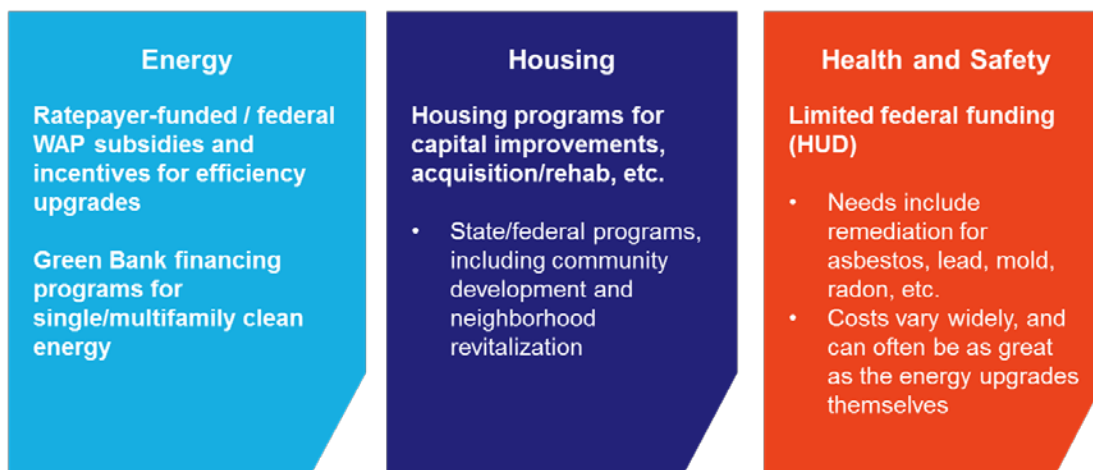 Energy
Ratepayer-funded / federal
WAP subsidies and
incentives for efficiency
upgrades
Green Bank financing
programs for
single/multifamily clean
energy
Housing
Housing programs for
capital improvements,
acquisition/rehab, etc.
• State/federal programs,
including community
development and
neighborhood
revitalization
Health and Safety
Limited federal funding
(HUD)
• Needs include
remediation for
asbestos, lead, mold,
radon, etc.
• Costs vary widely, and
can often be as great
as the energy upgrades
themselves